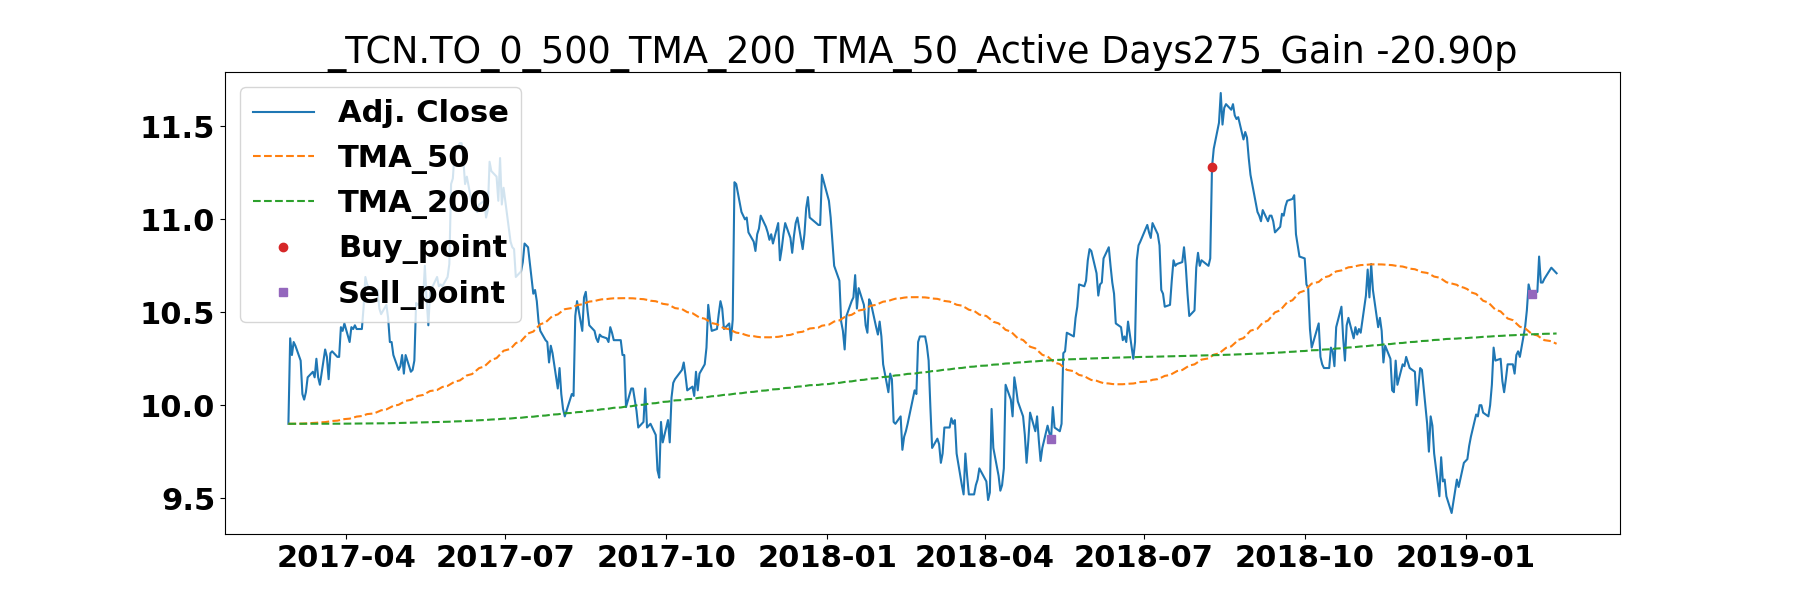 _TCN.TO_0_500_TMA_200_TMA_50_Active Days275_Gain -20.90p
Adj. Close
TMA_50
TMA_200
Buy_point
Sell_point
11.5
11.0
10.5
10.0
9.5
2017-04 2017-07 2017-10 2018-01 2018-04 2018-07 2018-10 2019-01